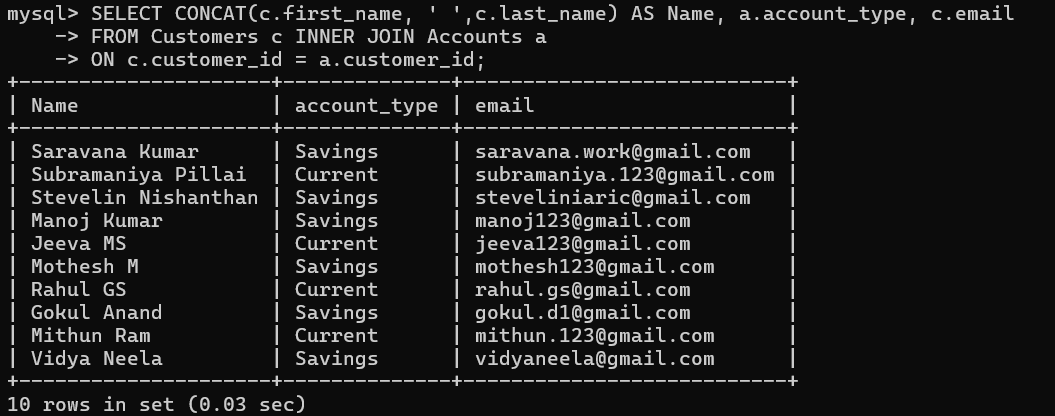 mysql> SELECT CONCAT(c.first_name, ' ',c.last_name) AS Name, a.account_type, c.email
    -> FROM Customers c INNER JOIN Accounts a
    -> ON c.customer_id = a.customer_id;
+---------------------+--------------+---------------------------+
| Name                | account_type | email                     |
+---------------------+--------------+---------------------------+
| Saravana Kumar      | Savings      | saravana.work@gmail.com   |
| Subramaniya Pillai  | Current      | subramaniya.123@gmail.com |
| Stevelin Nishanthan | Savings      | steveliniaric@gmail.com   |
| Manoj Kumar         | Savings      | manoj123@gmail.com        |
| Jeeva MS            | Current      | jeeva123@gmail.com        |
| Mothesh M           | Savings      | mothesh123@gmail.com      |
| Rahul GS            | Current      | rahul.gs@gmail.com        |
| Gokul Anand         | Savings      | gokul.d1@gmail.com        |
| Mithun Ram          | Current      | mithun.123@gmail.com      |
| Vidya Neela         | Savings      | vidyaneela@gmail.com      |
+---------------------+--------------+---------------------------+
10 rows in set (0.03 sec)